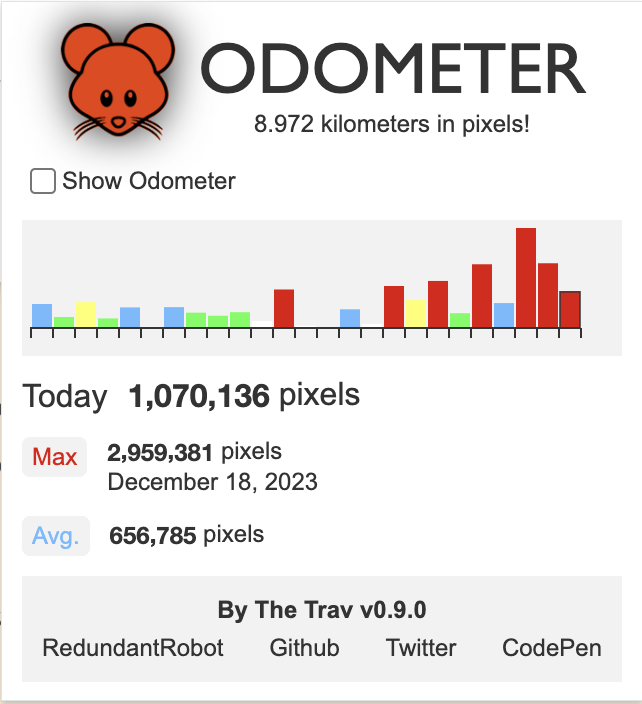 ODOMETER
8.972 kilometers in pixels!
Show Odometer
Today 1,070,136 pixels
Max 2,959,381 pixels
December 18, 2023
Avg. 656,785 pixels
By The Trav v0.9.0
RedundantRobot Github Twitter CodePen